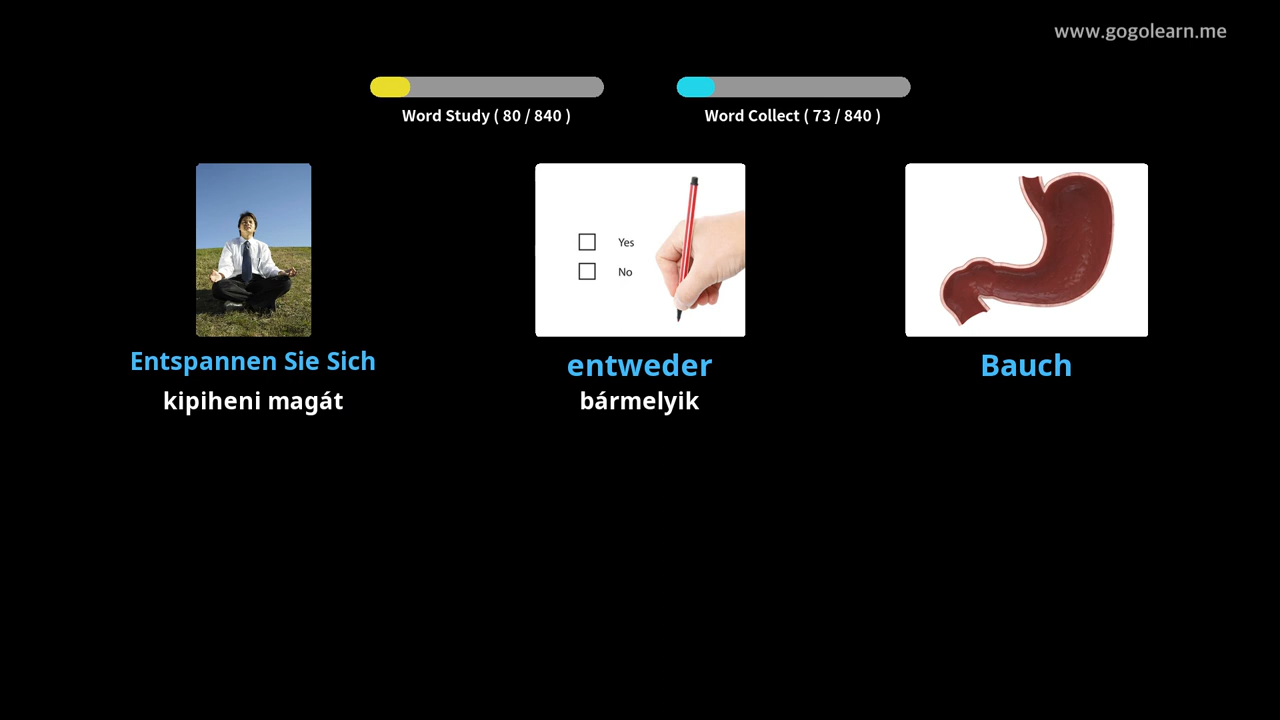 www.gogolearn.me
Word Study ( 80 / 840 )
Word Collect ( 73 / 840 )
Yes
No
Entspannen Sie Sich
entweder
Bauch
kipiheni magát
bármelyik